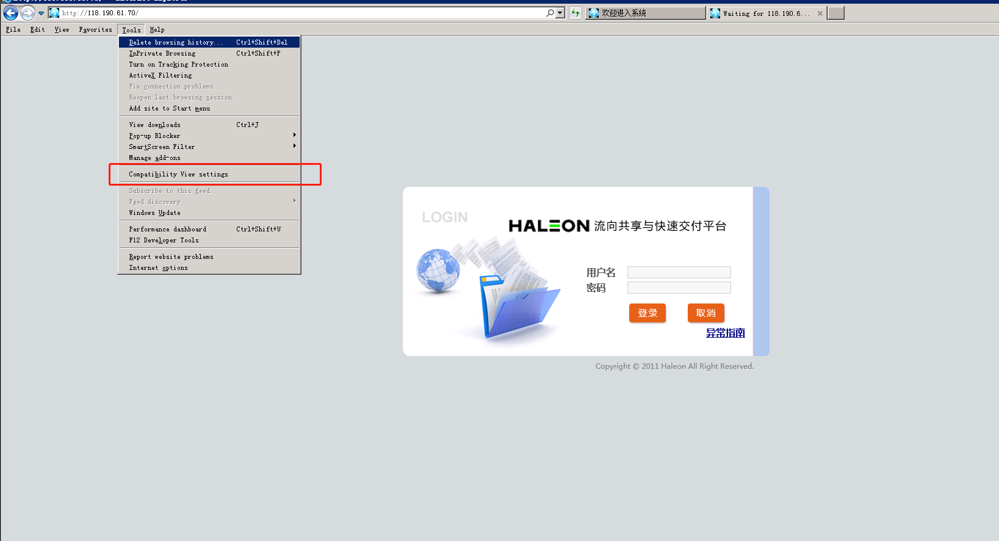 http://118.190.61.70/
欢迎进入系统
Waiting for 118.190.6...
File Edit View Favorites Tools Help
Delete browsing history... Ctrl+Shift+Del
InPrivate Browsing Ctrl+Shift+P
Turn on Tracking Protection
ActiveX Filtering
Fix connection problems...
Reopen last browsing session
Add site to Start menu
View downloads Ctrl+J
Pop-up Blocker
SmartScreen Filter
Manage add-ons
Compatibility View settings
Subscribe to this feed...
Feed discovery
Windows Update
Performance dashboard Ctrl+Shift+U
F12 Developer Tools
Report website problems
Internet options
LOGIN
HALEON 流向共享与快速交付平台
用户名
密码
登录 取消
异常指南
Copyright © 2011 Haleon All Right Reserved.